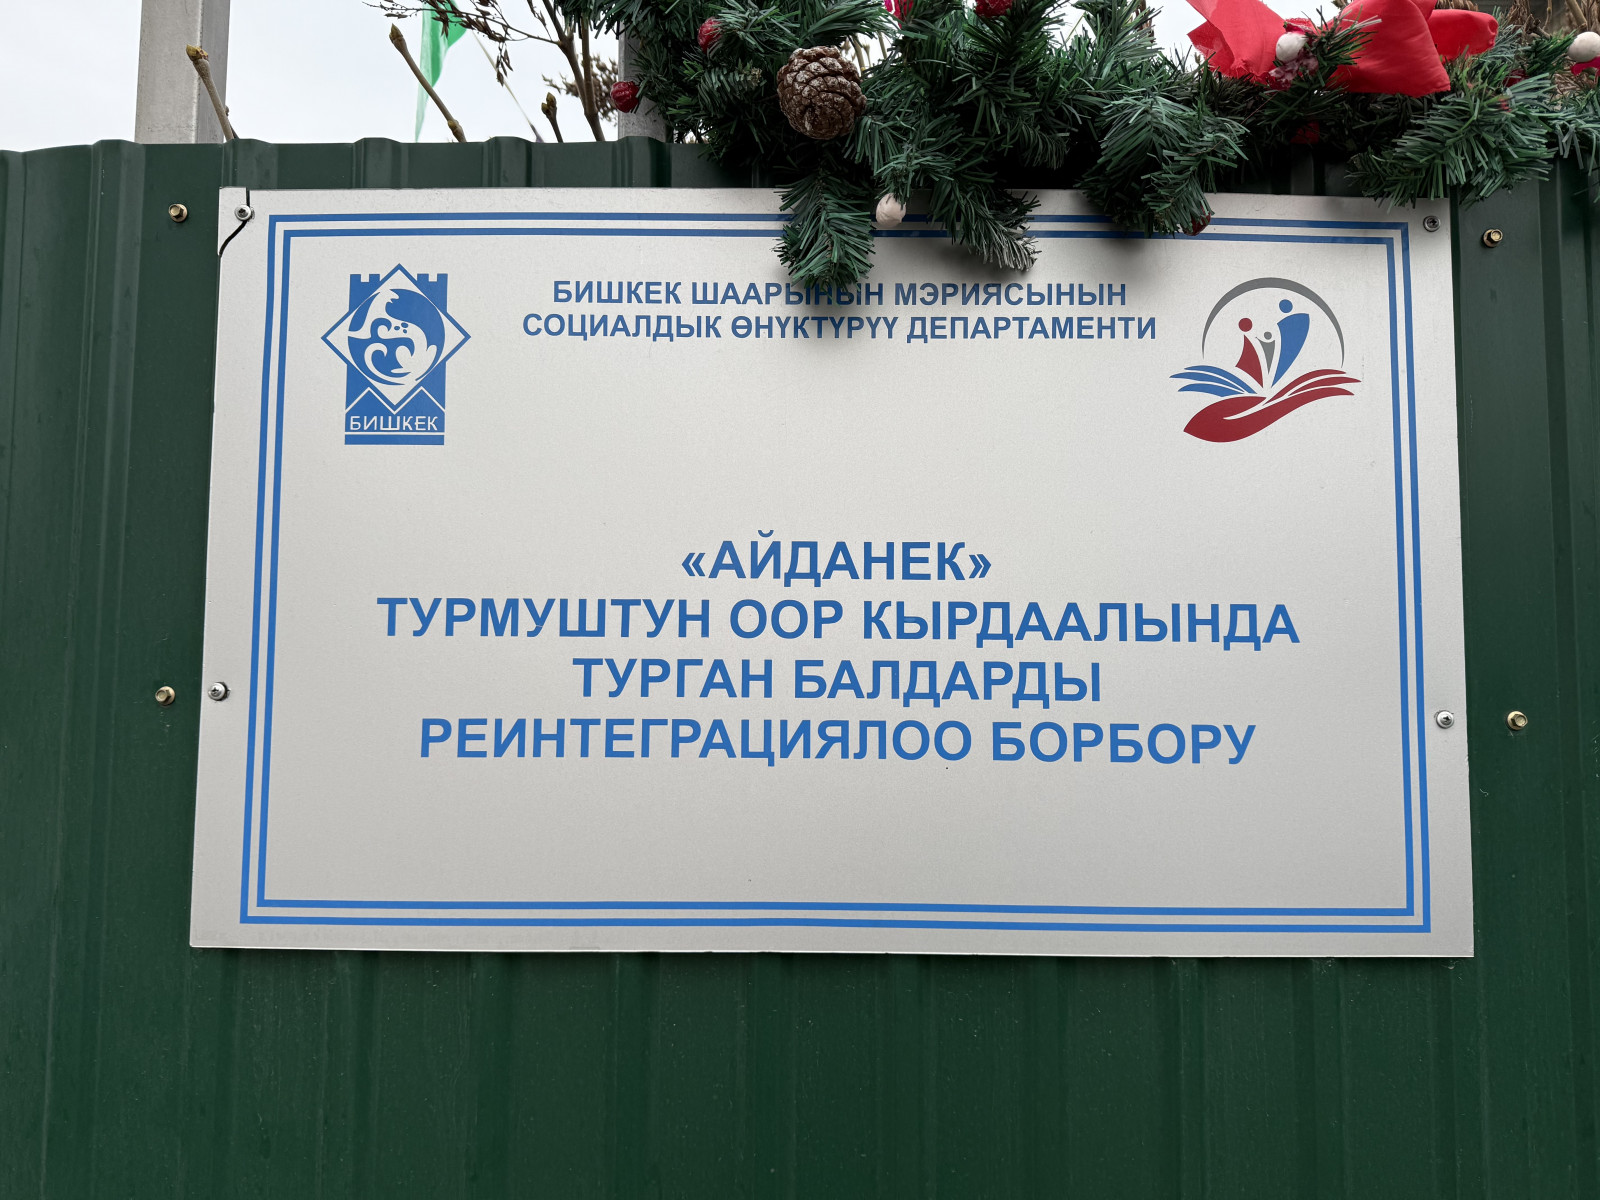 БИШКЕК ШААРЫНЫН МЭРИЯСЫНЫН
СОЦИАЛДЫК ӨНҮКТҮРҮҮ ДЕПАРТАМЕНТИ
БИШКЕК
«АЙДАНЕК»
ТУРМУШТУН ООР КЫРДААЛЫНДА
ТУРГАН БАЛДАРДЫ
РЕИНТЕГРАЦИЯЛОО БОРБОРУ